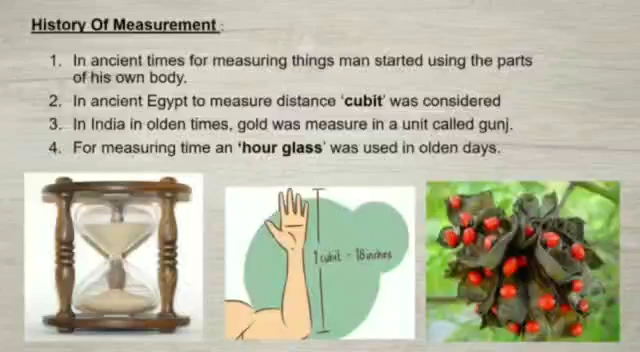 History Of Measurement :
1. In ancient times for measuring things man started using the parts
of his own body.
2. In ancient Egypt to measure distance ‘cubit’ was considered
3. In India in olden times, gold was measure in a unit called gunj.
4. For measuring time an ‘hour glass’ was used in olden days.
1 cubit - 18 inches